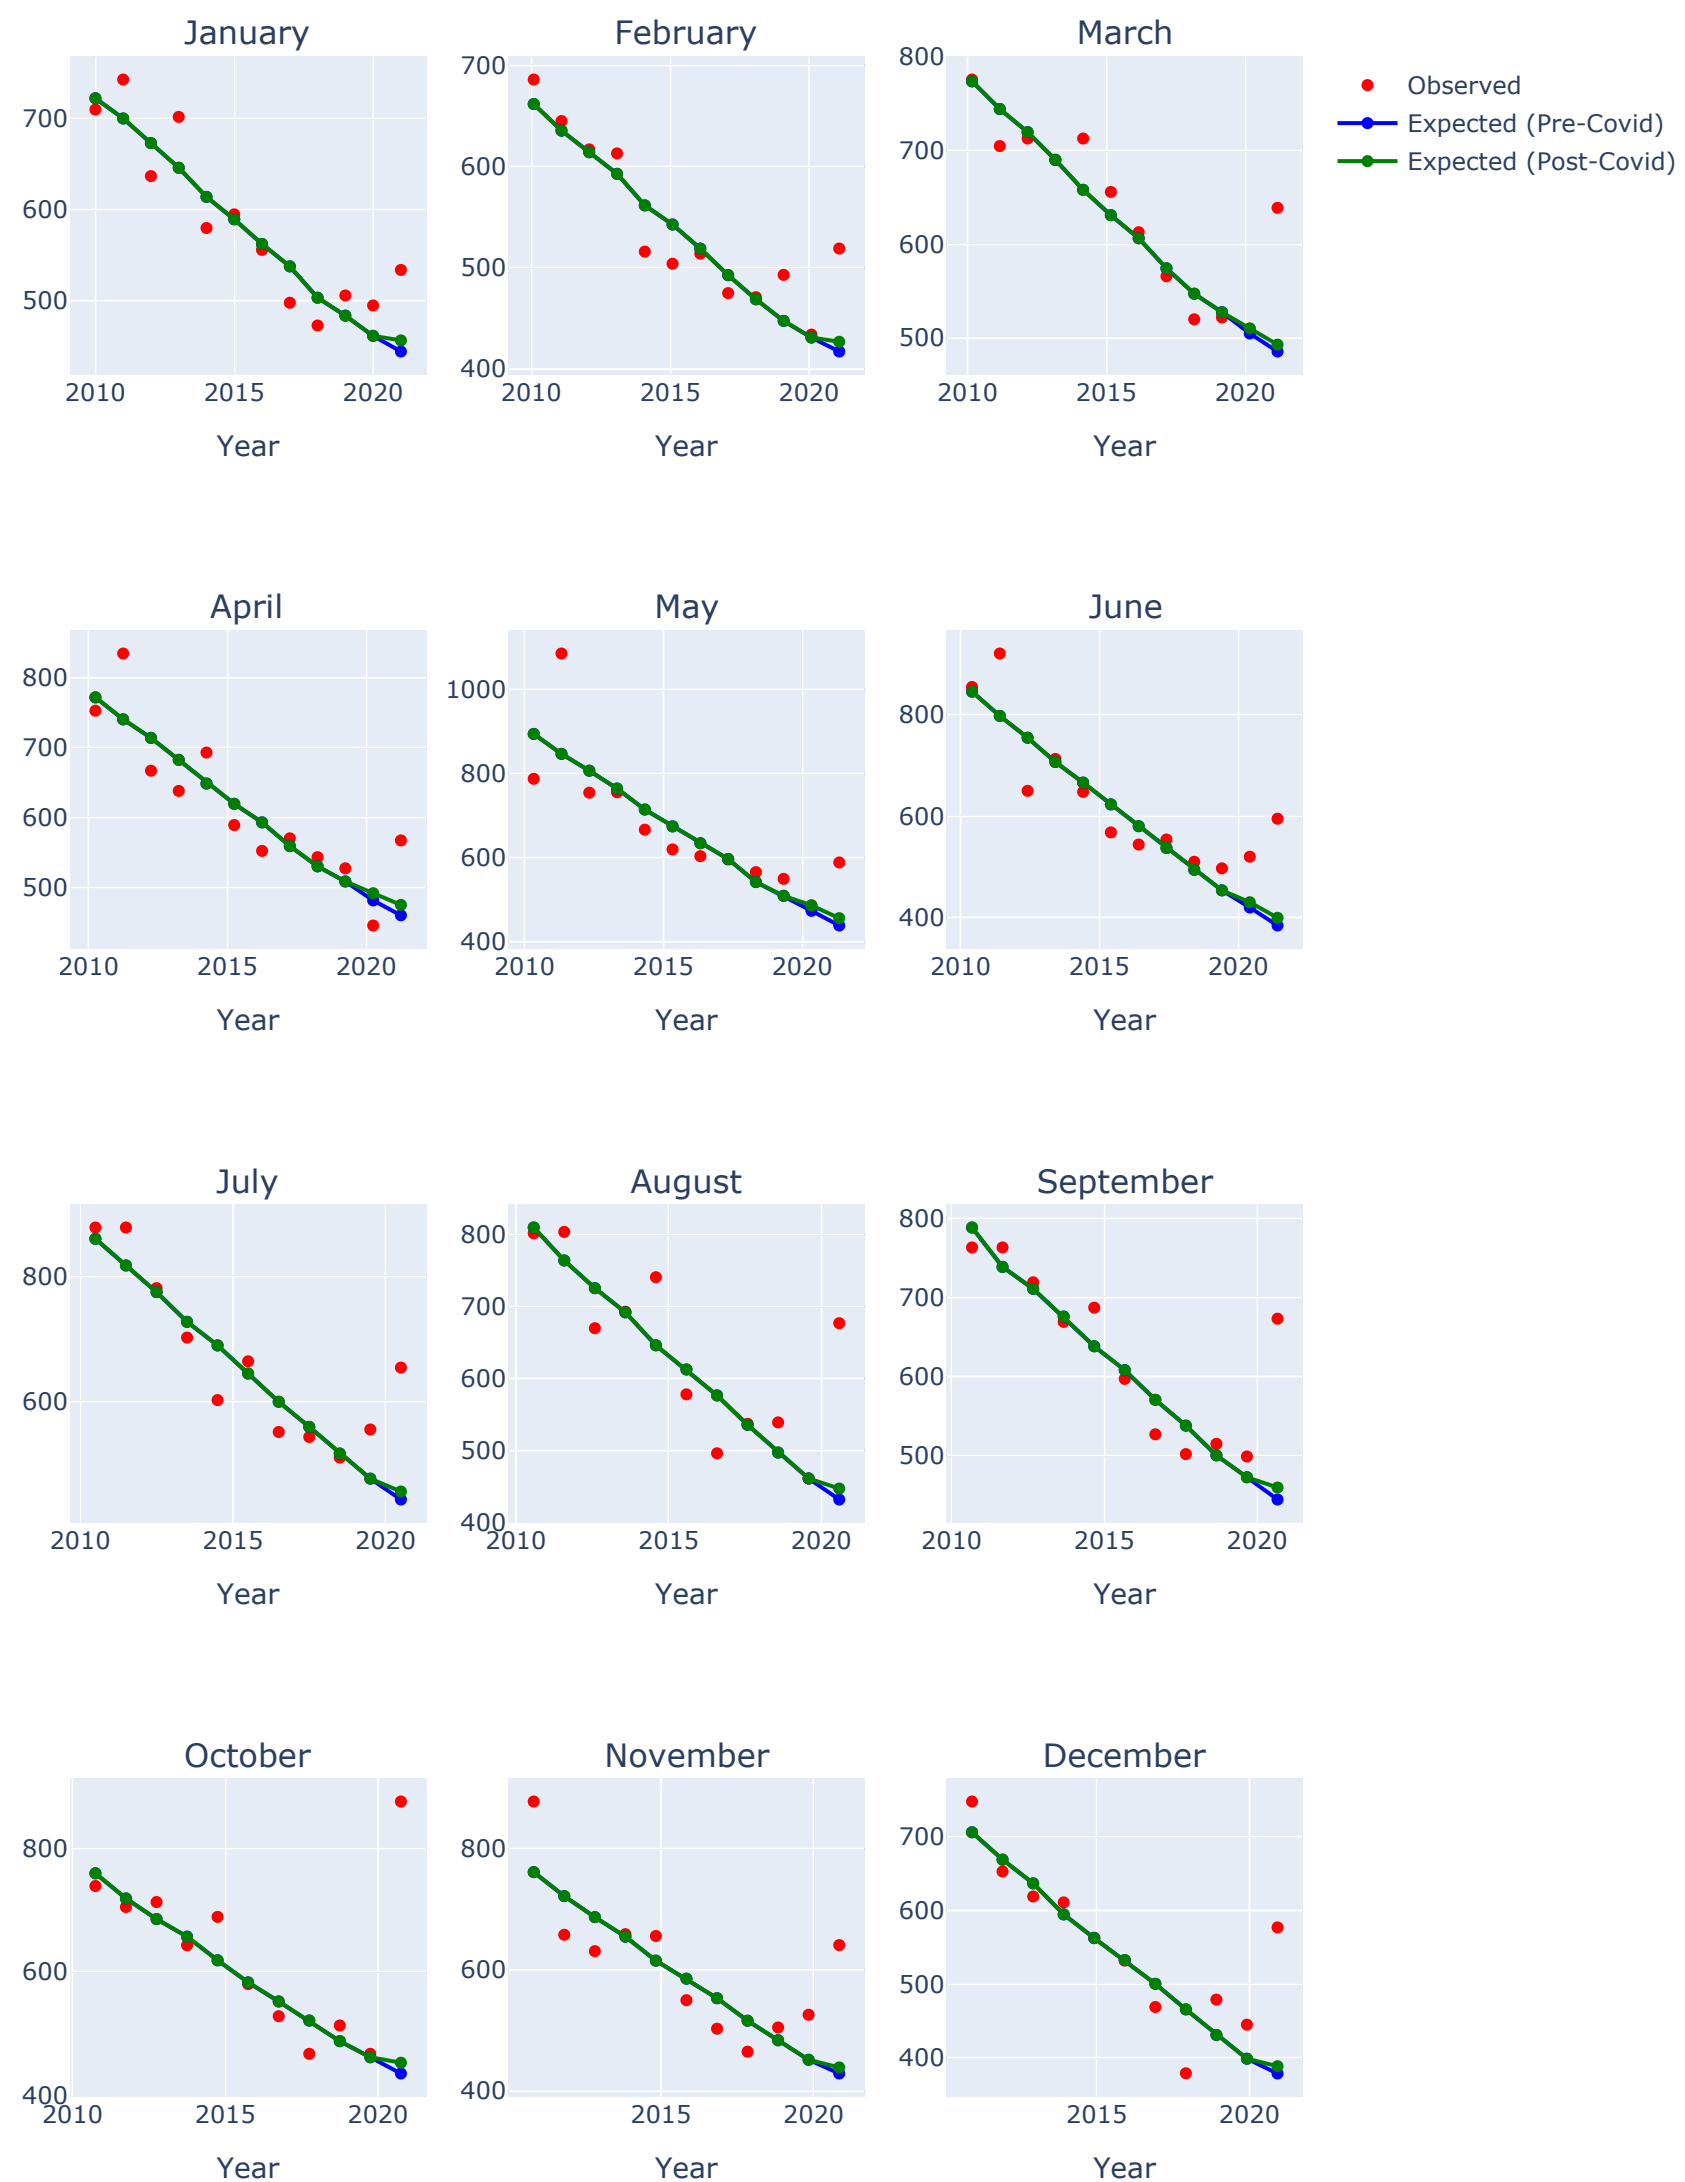 January
February
March
700
600
500
2010
2015
2020
Year
700
600
500
400
2010
2015
2020
Year
800
700
600
500
2010
2015
2020
Year
Observed
Expected (Pre-Covid)
Expected (Post-Covid)
April
May
June
800
700
600
500
2010
2015
2020
Year
1000
800
600
400
2010
2015
2020
Year
800
600
400
2010
2015
2020
Year
July
August
September
800
600
2010
2015
2020
Year
800
700
600
500
400
2010
2015
2020
Year
800
700
600
500
2010
2015
2020
Year
October
November
December
800
600
400
2010
2015
2020
Year
800
600
400
2015
2020
Year
700
600
500
400
2015
2020
Year